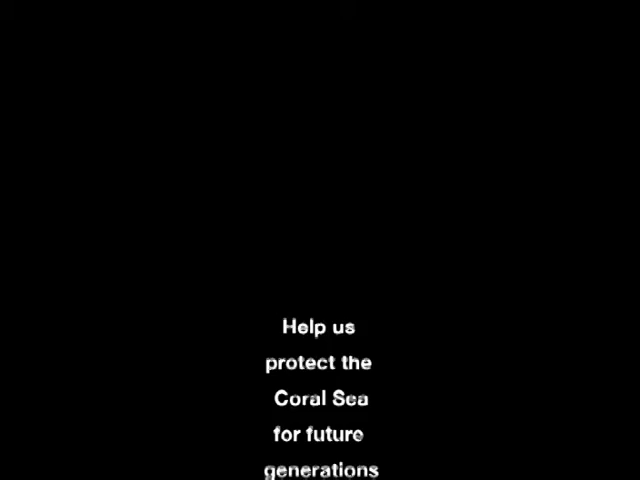 Help us
protect the
Coral Sea
for future
generations